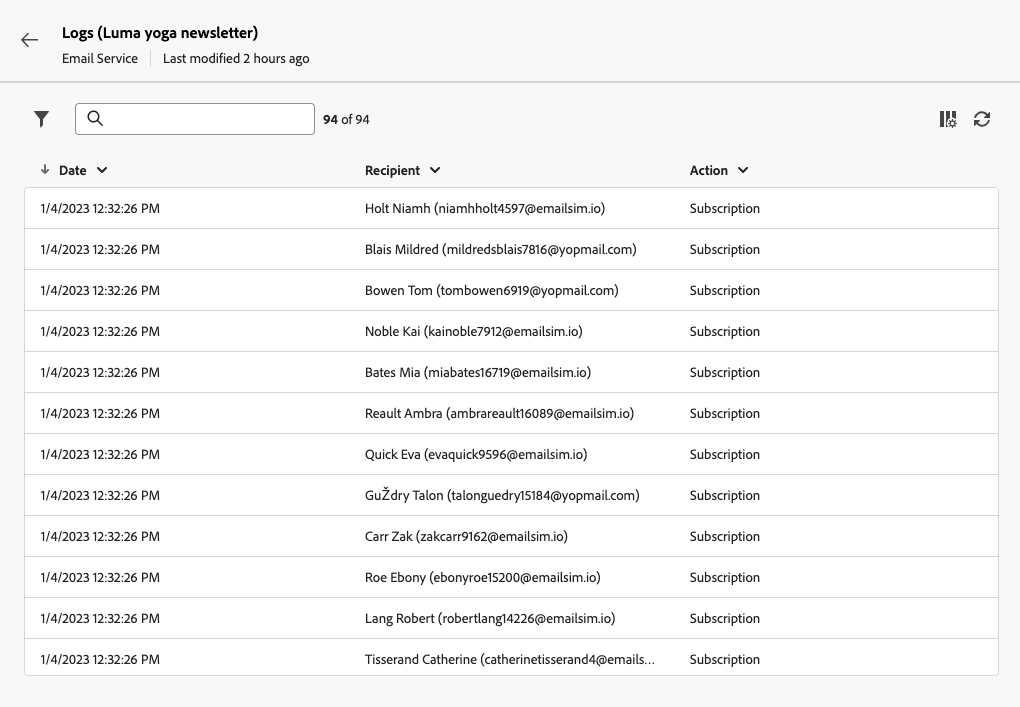 Logs (Luma yoga newsletter)
Email Service Last modified 2 hours ago
94 of 94
Date Recipient Action
1/4/2023 12:32:26 PM Holt Niamh (niamhholt4597@emailsim.io) Subscription
1/4/2023 12:32:26 PM Blais Mildred (mildredsblais7816@yopmail.com) Subscription
1/4/2023 12:32:26 PM Bowen Tom (tombowen6919@yopmail.com) Subscription
1/4/2023 12:32:26 PM Noble Kai (kainoble7912@emailsim.io) Subscription
1/4/2023 12:32:26 PM Bates Mia (miabates16719@emailsim.io) Subscription
1/4/2023 12:32:26 PM Reault Ambra (ambrareault16089@emailsim.io) Subscription
1/4/2023 12:32:26 PM Quick Eva (evaquick9596@emailsim.io) Subscription
1/4/2023 12:32:26 PM GuŽdry Talon (talonguedry15184@yopmail.com) Subscription
1/4/2023 12:32:26 PM Carr Zak (zakcarr9162@emailsim.io) Subscription
1/4/2023 12:32:26 PM Roe Ebony (ebonyroe15200@emailsim.io) Subscription
1/4/2023 12:32:26 PM Lang Robert (robertlang14226@emailsim.io) Subscription
1/4/2023 12:32:26 PM Tisserand Catherine (catherinetisserand4@emails... Subscription